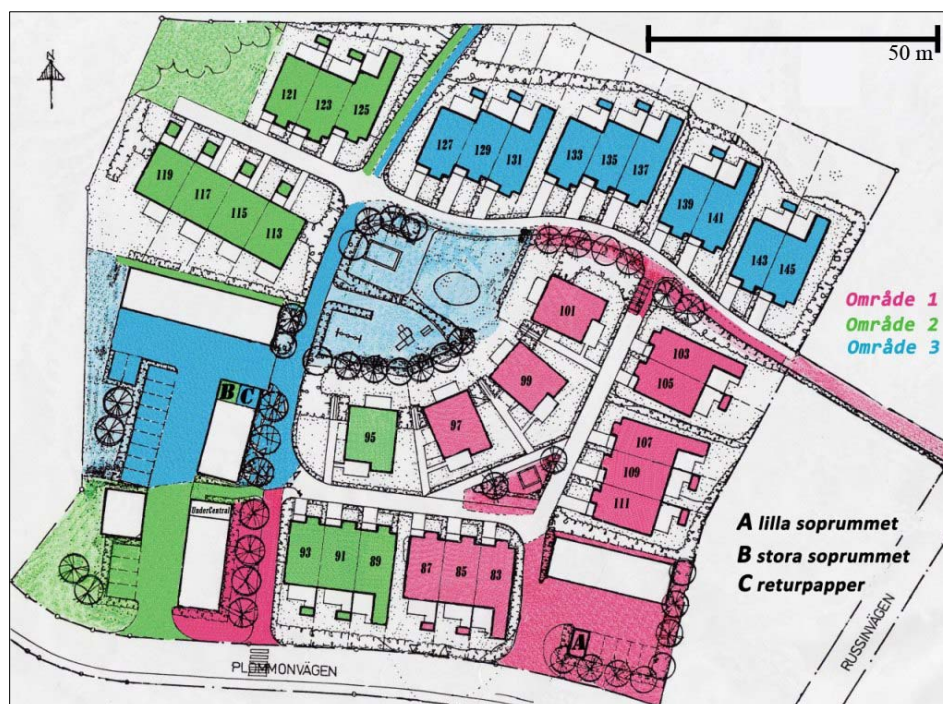 50 m
121
123
125
127
129
131
133
135
137
139
141
143
145
119
117
115
113
101
Område 1
Område 2
Område 3
103
105
99
B C
95
97
107
109
111
UnderCentral
A lilla soprummet
B stora soprummet
C returpapper
93
91
89
87
85
83
A
PLOMMONVÄGEN
RUSSINVÄGEN